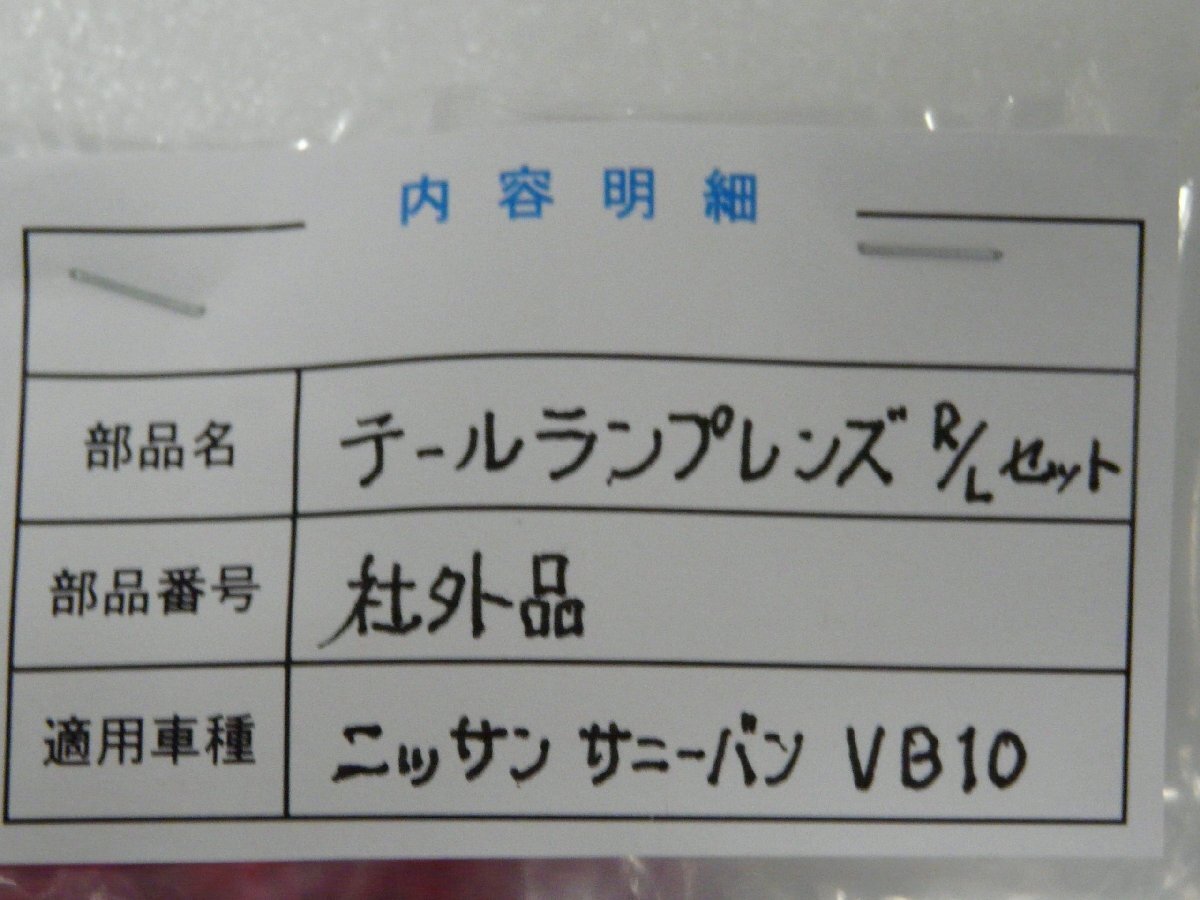 内容明細
部品名 テールランプレンズ R/L セット
部品番号 社外品
適用車種 ニッサン サニーバン VB10